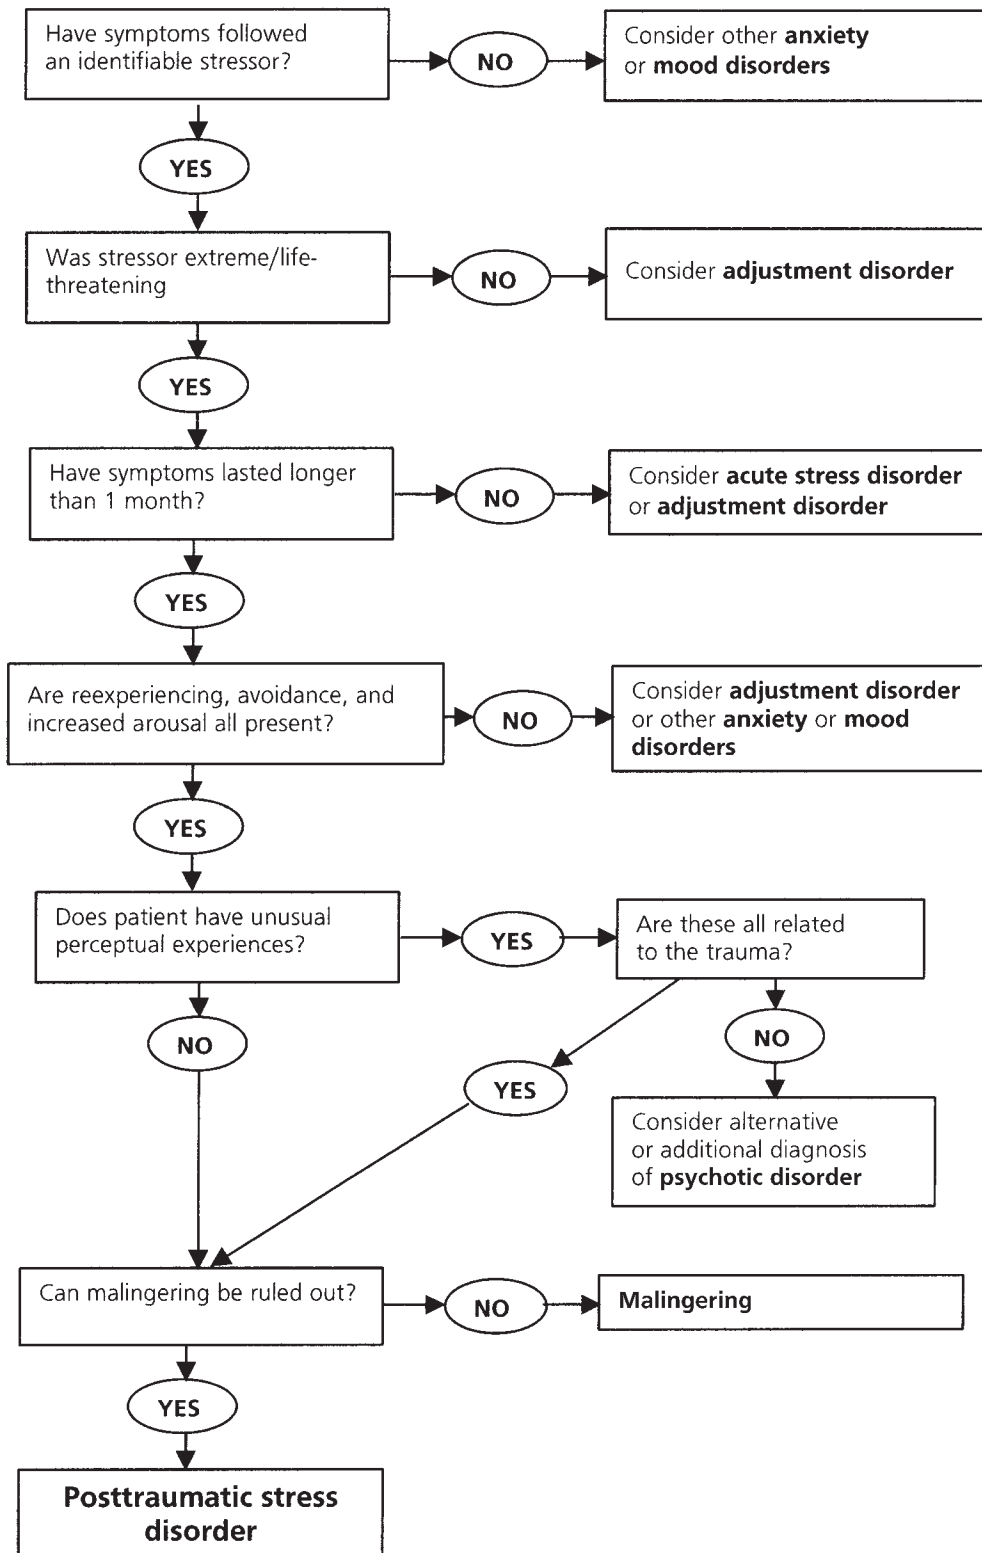 Have symptoms followed
an identifiable stressor?
NO
Consider other anxiety
or mood disorders
YES
Was stressor extreme/life-
threatening
NO
Consider adjustment disorder
YES
Have symptoms lasted longer
than 1 month?
NO
Consider acute stress disorder
or adjustment disorder
YES
Are reexperiencing, avoidance, and
increased arousal all present?
NO
Consider adjustment disorder
or other anxiety or mood
disorders
YES
Does patient have unusual
perceptual experiences?
YES
Are these all related
to the trauma?
NO
NO
YES
Consider alternative
or additional diagnosis
of psychotic disorder
Can malingering be ruled out?
NO
Malingering
YES
Posttraumatic stress
disorder